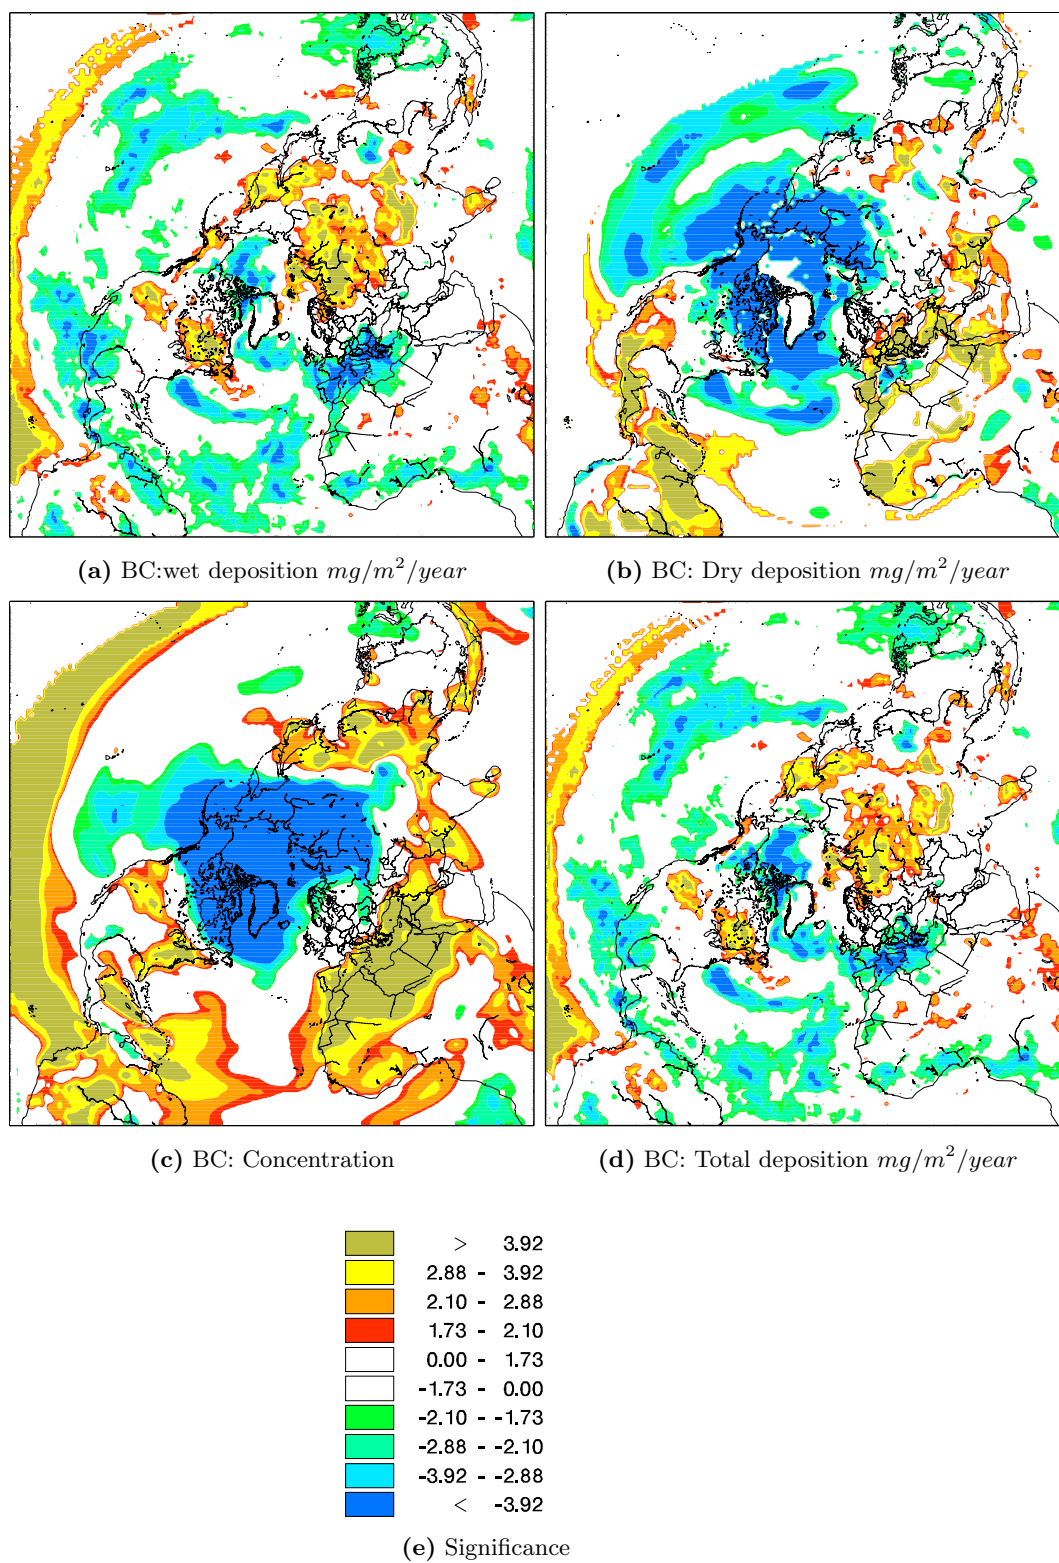 (a) BC:wet deposition mg/m²/year
(b) BC: Dry deposition mg/m²/year
(c) BC: Concentration
(d) BC: Total deposition mg/m²/year
> 3.92
2.88 - 3.92
2.10 - 2.88
1.73 - 2.10
0.00 - 1.73
-1.73 - 0.00
-2.10 - -1.73
-2.88 - -2.10
-3.92 - -2.88
< -3.92
(e) Significance